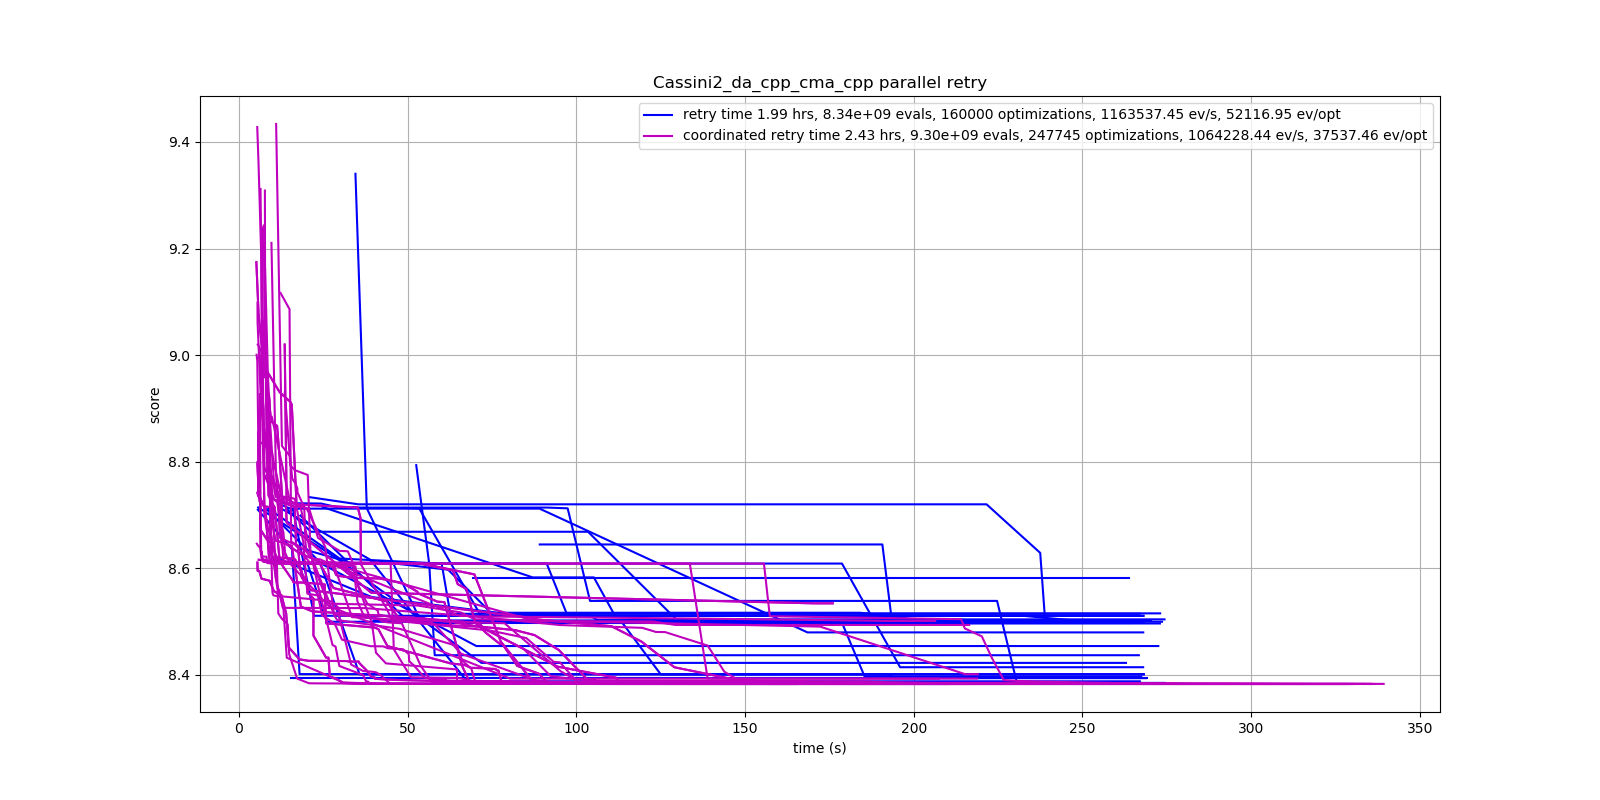 Cassini2_da_cpp_cma_cpp parallel retry
retry time 1.99 hrs, 8.34e+09 evals, 160000 optimizations, 1163537.45 ev/s, 52116.95 ev/opt
coordinated retry time 2.43 hrs, 9.30e+09 evals, 247745 optimizations, 1064228.44 ev/s, 37537.46 ev/opt
9.4
9.2
9.0
8.8
8.6
8.4
score
0 50 100 150 200 250 300 350
time (s)